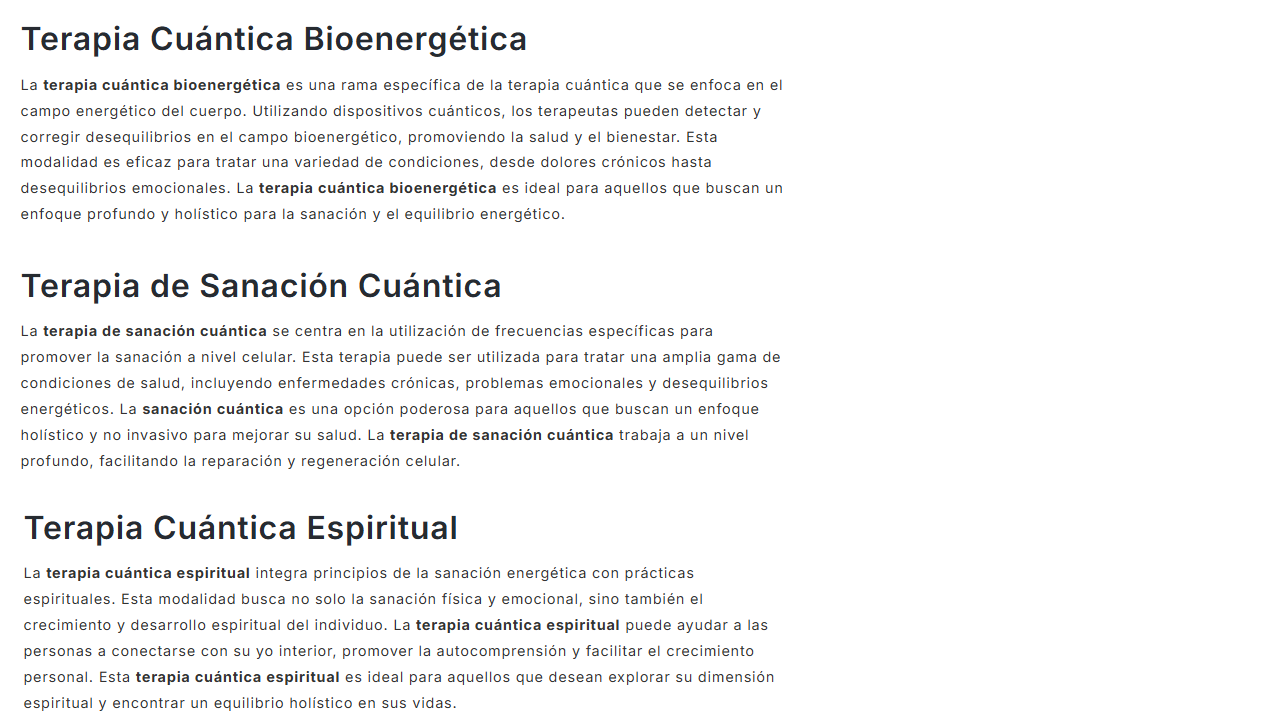 Terapia Cuántica Bioenergética
La terapia cuántica bioenergética es una rama específica de la terapia cuántica que se enfoca en el
campo energético del cuerpo. Utilizando dispositivos cuánticos, los terapeutas pueden detectar y
corregir desequilibrios en el campo bioenergético, promoviendo la salud y el bienestar. Esta
modalidad es eficaz para tratar una variedad de condiciones, desde dolores crónicos hasta
desequilibrios emocionales. La terapia cuántica bioenergética es ideal para aquellos que buscan un
enfoque profundo y holístico para la sanación y el equilibrio energético.
Terapia de Sanación Cuántica
La terapia de sanación cuántica se centra en la utilización de frecuencias específicas para
promover la sanación a nivel celular. Esta terapia puede ser utilizada para tratar una amplia gama de
condiciones de salud, incluyendo enfermedades crónicas, problemas emocionales y desequilibrios
energéticos. La sanación cuántica es una opción poderosa para aquellos que buscan un enfoque
holístico y no invasivo para mejorar su salud. La terapia de sanación cuántica trabaja a un nivel
profundo, facilitando la reparación y regeneración celular.
Terapia Cuántica Espiritual
La terapia cuántica espiritual integra principios de la sanación energética con prácticas
espirituales. Esta modalidad busca no solo la sanación física y emocional, sino también el
crecimiento y desarrollo espiritual del individuo. La terapia cuántica espiritual puede ayudar a las
personas a conectarse con su yo interior, promover la autocomprensión y facilitar el crecimiento
personal. Esta terapia cuántica espiritual es ideal para aquellos que desean explorar su dimensión
espiritual y encontrar un equilibrio holístico en sus vidas.